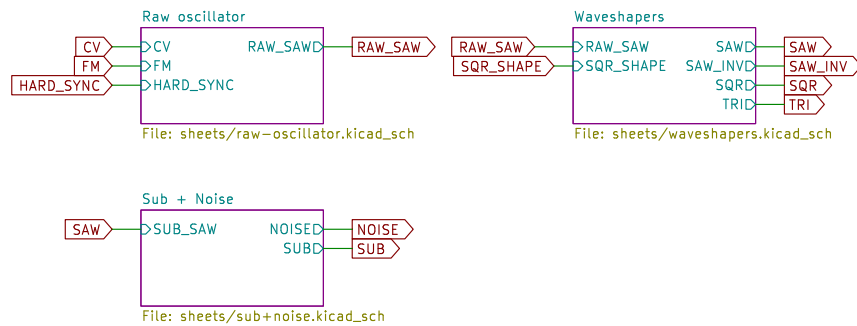 Raw oscillator
CV CV RAW_SAW RAW_SAW
FM FM
HARD_SYNC HARD_SYNC
File: sheets/raw-oscillator.kicad_sch
Waveshapers
RAW_SAW RAW_SAW SAW SAW
SQR_SHAPE SQR_SHAPE SAW_INV SAW_INV
SQR SQR
TRI TRI
File: sheets/waveshapers.kicad_sch
Sub + Noise
SAW SUB_SAW NOISE NOISE
SUB SUB
File: sheets/sub+noise.kicad_sch